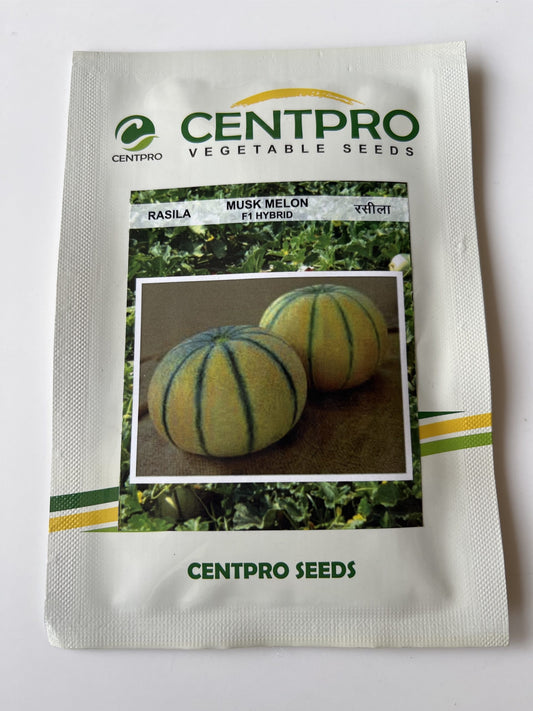 CENTPRO
CENTPRO
VEGETABLE SEEDS
RASILA
MUSK MELON
F1 HYBRID
रसीला
CENTPRO SEEDS